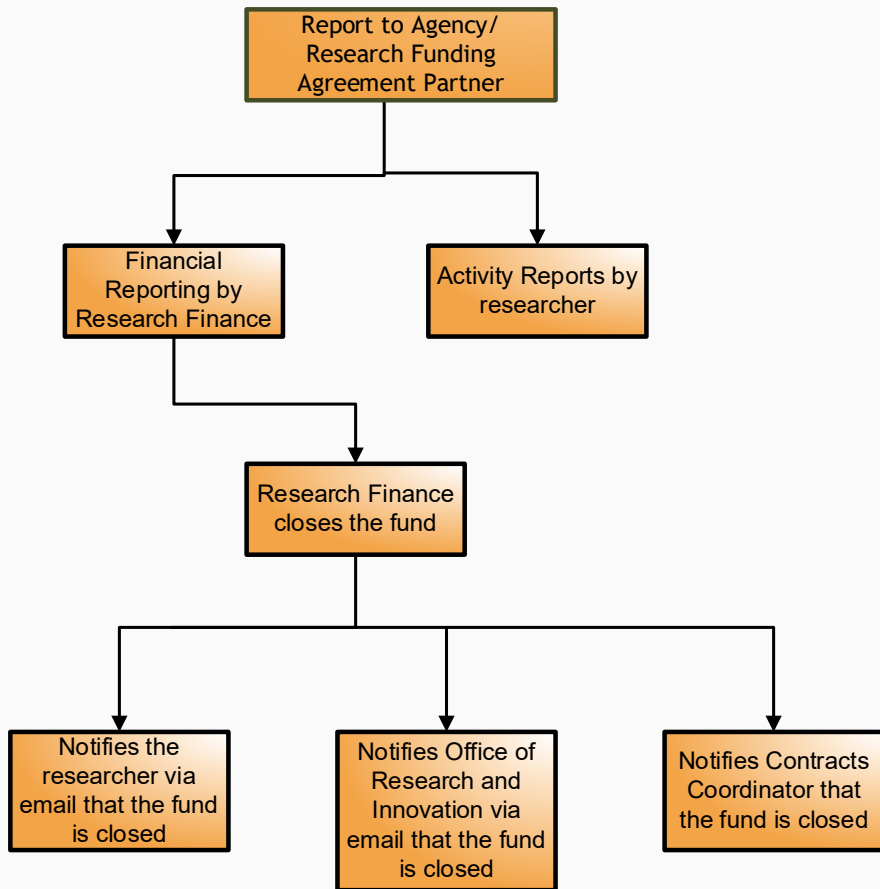 Report to Agency/
Research Funding
Agreement Partner
Financial
Reporting by
Research Finance
Activity Reports by
researcher
Research Finance
closes the fund
Notifies the
researcher via
email that the fund
is closed
Notifies Office of
Research and
Innovation via
email that the fund
is closed
Notifies Contracts
Coordinator that
the fund is closed